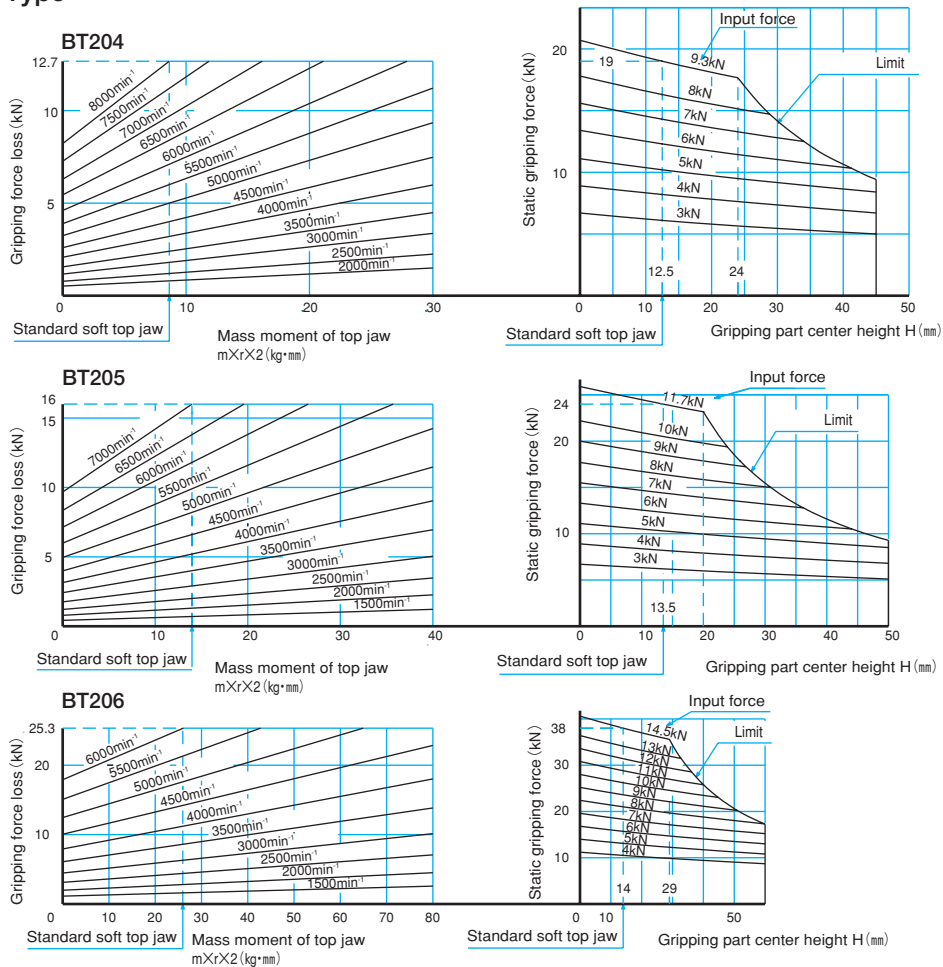 BT204
12.7
10
5
0
10
20
30
Gripping force loss (kN)
8000min-1
7500min-1
7000min-1
6500min-1
6000min-1
5500min-1
5000min-1
4500min-1
4000min-1
3500min-1
3000min-1
2500min-1
2000min-1
Standard soft top jaw
Mass moment of top jaw
m×r×2 (kg・mm)
Input force
Limit
20
19
10
Static gripping force (kN)
9.3kN
8kN
7kN
6kN
5kN
4kN
3kN
12.5
24
0
10
20
30
40
50
Standard soft top jaw
Gripping part center height H (mm)
BT205
16
15
10
5
0
10
20
30
40
Gripping force loss (kN)
7000min-1
6500min-1
6000min-1
5500min-1
5000min-1
4500min-1
4000min-1
3500min-1
3000min-1
2500min-1
2000min-1
1500min-1
Standard soft top jaw
Mass moment of top jaw
m×r×2 (kg・mm)
Input force
Limit
24
20
10
Static gripping force (kN)
11.7kN
10kN
9kN
8kN
7kN
6kN
5kN
4kN
3kN
13.5
0
10
20
30
40
50
Standard soft top jaw
Gripping part center height H (mm)
BT206
25.3
20
10
0
10
20
26
30
40
50
60
70
80
Gripping force loss (kN)
6000min-1
5500min-1
5000min-1
4500min-1
4000min-1
3500min-1
3000min-1
2500min-1
2000min-1
1500min-1
Standard soft top jaw
Mass moment of top jaw
m×r×2 (kg・mm)
Input force
Limit
38
30
20
10
Static gripping force (kN)
14.5kN
13kN
12kN
11kN
10kN
9kN
8kN
7kN
6kN
5kN
4kN
14
29
0
10
50
Standard soft top jaw
Gripping part center height H (mm)